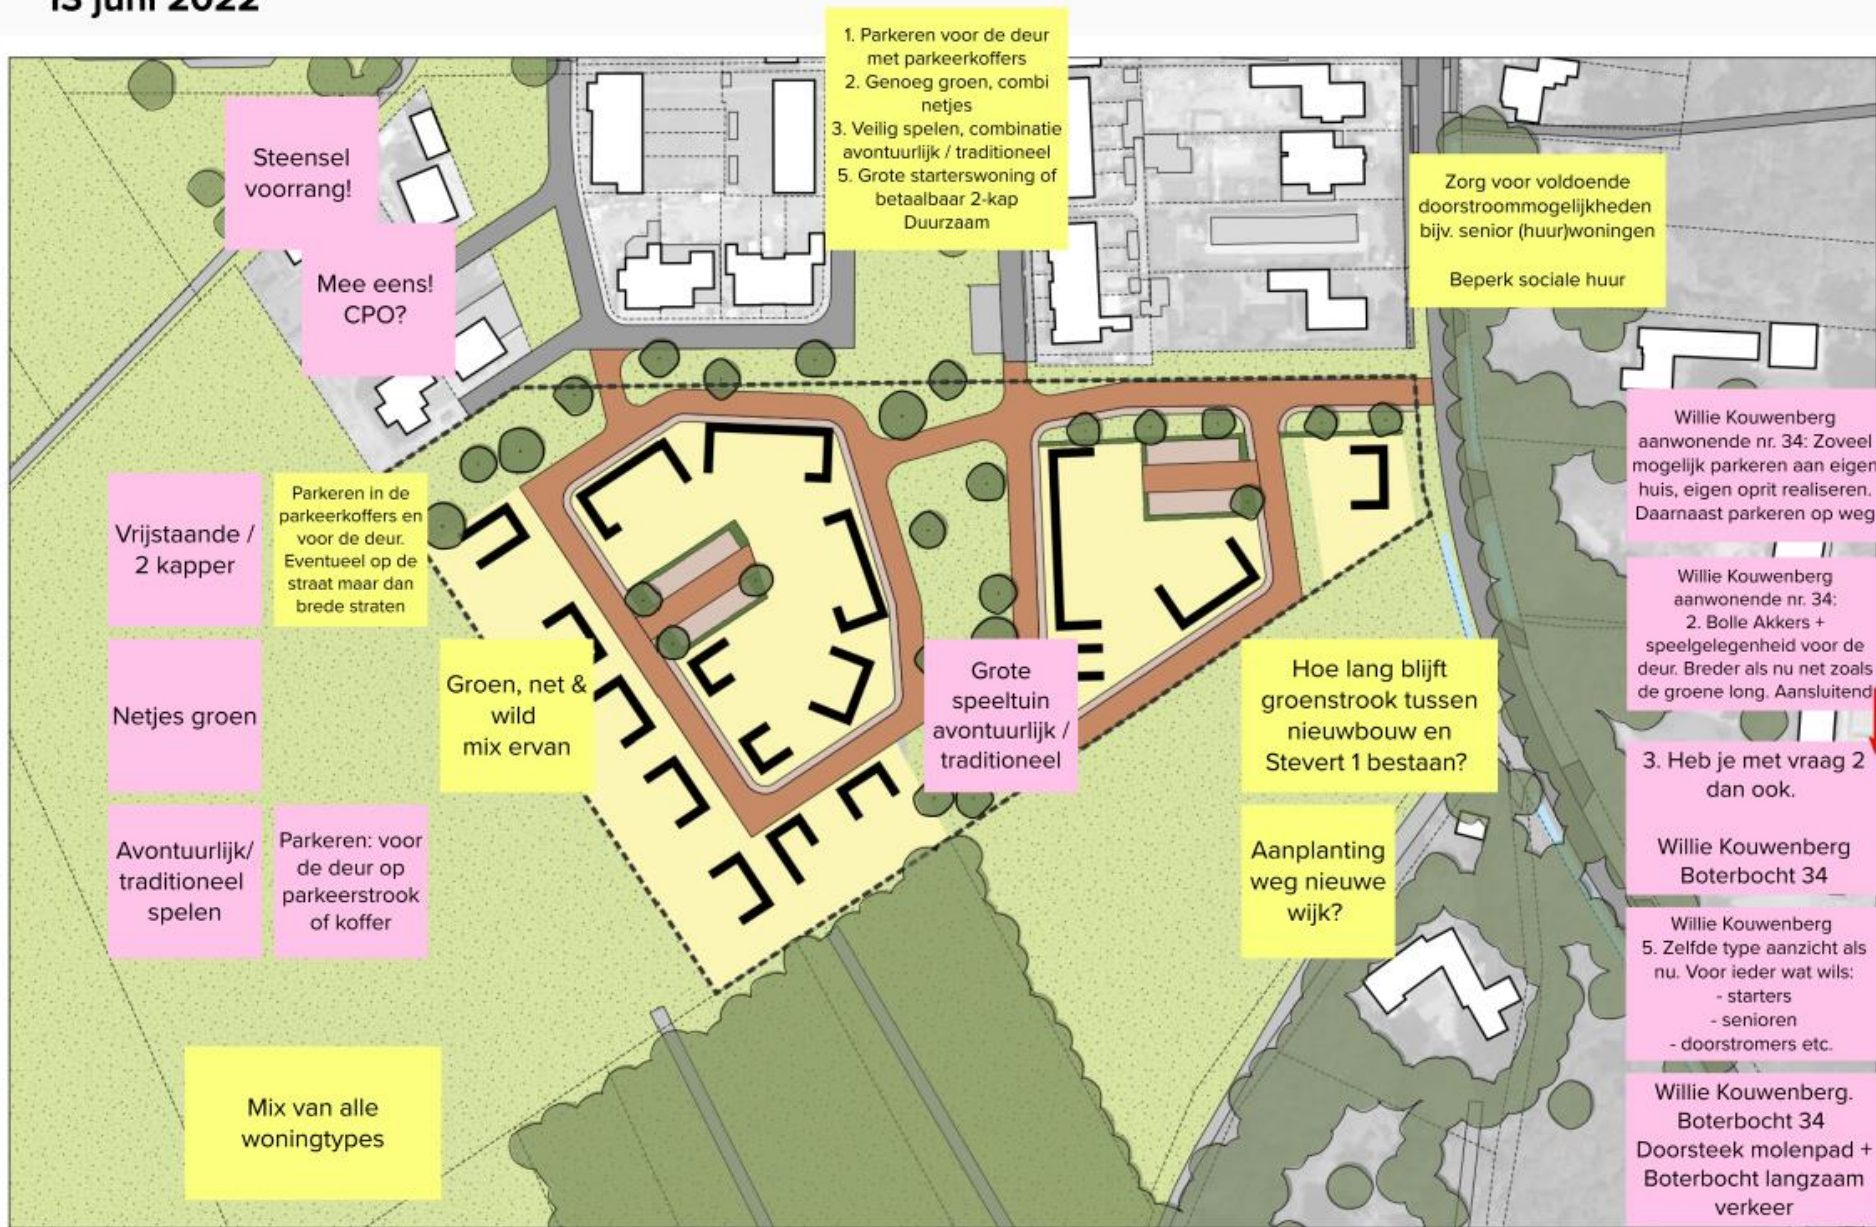 13 juni 2022
1. Parkeren voor de deur
met parkeerkoffers
2. Genoeg groen, combi
netjes
3. Veilig spelen, combinatie
avontuurlijk / traditioneel
5. Grote starterswoning of
betaalbaar 2-kap
Duurzaam
Steensel
voorrang!
Mee eens!
CPO?
Zorg voor voldoende
doorstroommogelijkheden
bijv. senior (huur)woningen
Beperk sociale huur
Willie Kouwenberg
aanwonende nr. 34: Zoveel
mogelijk parkeren aan eigen
huis, eigen oprit realiseren.
Daarnaast parkeren op weg
Vrijstaande /
2 kapper
Parkeren in de
parkeerkoffers en
voor de deur.
Eventueel op de
straat maar dan
brede straten
Willie Kouwenberg
aanwonende nr. 34:
2. Bolle Akkers +
speelgelegenheid voor de
deur. Breder als nu net zoals
de groene long. Aansluitend
Netjes groen
Groen, net &
wild
mix ervan
Grote
speeltuin
avontuurlijk /
traditioneel
Hoe lang blijft
groenstrook tussen
nieuwbouw en
Stevert 1 bestaan?
3. Heb je met vraag 2
dan ook.
Willie Kouwenberg
Boterbocht 34
Avontuurlijk/
traditioneel
spelen
Parkeren: voor
de deur op
parkeerstrook
of koffer
Aanplanting
weg nieuwe
wijk?
Willie Kouwenberg
5. Zelfde type aanzicht als
nu. Voor ieder wat wils:
- starters
- senioren
- doorstromers etc.
Mix van alle
woningtypes
Willie Kouwenberg.
Boterbocht 34
Doorsteek molenpad +
Boterbocht langzaam
verkeer